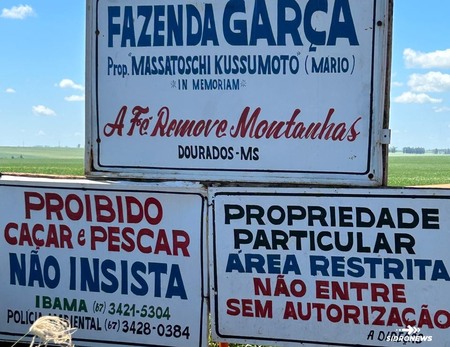 FAZENDA GARÇA
Prop. "MASSATOSCHI KUSSUMOTO" (MARIO)
*IN MEMORIAM*
A Fé Remove Montanhas
DOURADOS-MS
PROIBIDO
CAÇAR e PESCAR
NÃO INSISTA
IBAMA (67) 3421-5304
POLICIA AMBIENTAL (67) 3428-0384
PROPRIEDADE
PARTICULAR
ÁREA RESTRITA
NÃO ENTRE
SEM AUTORIZAÇÃO
SIDRONEWS